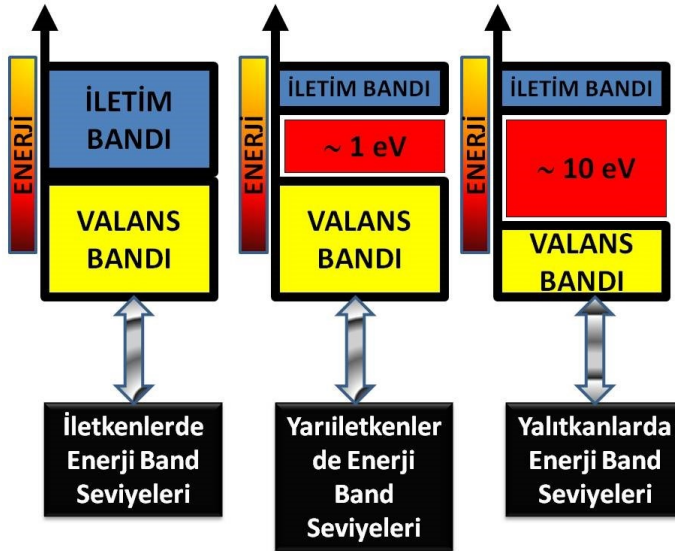 ENERJİ
İLETİM
BANDI
VALANS
BANDI
İletkenlerde
Enerji Band
Seviyeleri
ENERJİ
İLETİM BANDI
~ 1 eV
VALANS
BANDI
Yarıiletkenler
de Enerji
Band
Seviyeleri
ENERJİ
İLETİM BANDI
~ 10 eV
VALANS
BANDI
Yalıtkanlarda
Enerji Band
Seviyeleri